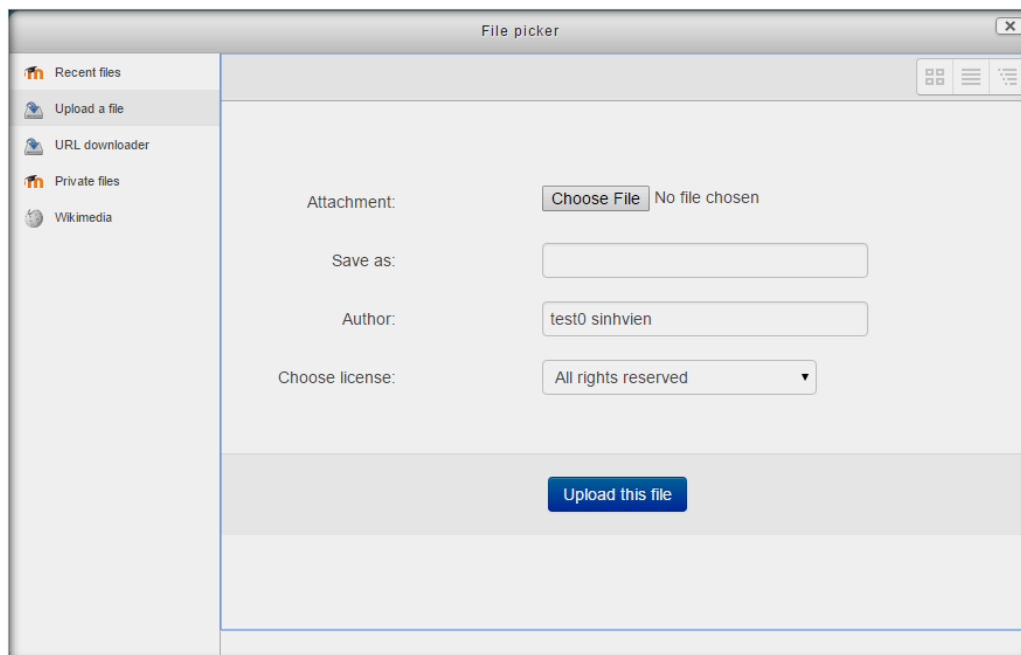 File picker
Recent files
Upload a file
URL downloader
Private files
Wikimedia
Attachment:
Choose File No file chosen
Save as:
Author:
test0 sinhvien
Choose license:
All rights reserved
Upload this file